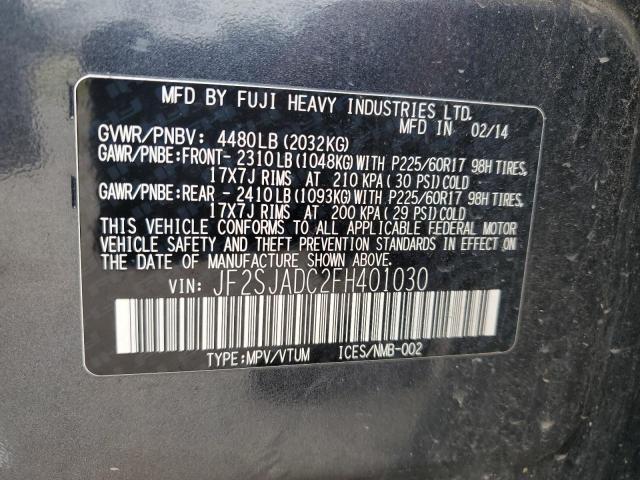 MFD BY FUJI HEAVY INDUSTRIES LTD.
MFD IN 02/14
GVWR/PNBV: 4480LB (2032KG)
GAWR/PNBE:FRONT- 2310LB (1048KG) WITH P225/60R17 98H TIRES,
17X7J RIMS AT 210 KPA (30 PSI) COLD
GAWR/PNBE:REAR - 2410LB (1093KG) WITH P225/60R17 98H TIRES,
17X7J RIMS AT 200 KPA (29 PSI) COLD
THIS VEHICLE CONFORMS TO ALL APPLICABLE FEDERAL MOTOR
VEHICLE SAFETY AND THEFT PREVENTION STANDARDS IN EFFECT ON
THE DATE OF MANUFACTURE SHOWN ABOVE.
VIN: JF2SJADC2FH401030
TYPE:MPV/VTUM ICES/NMB-002